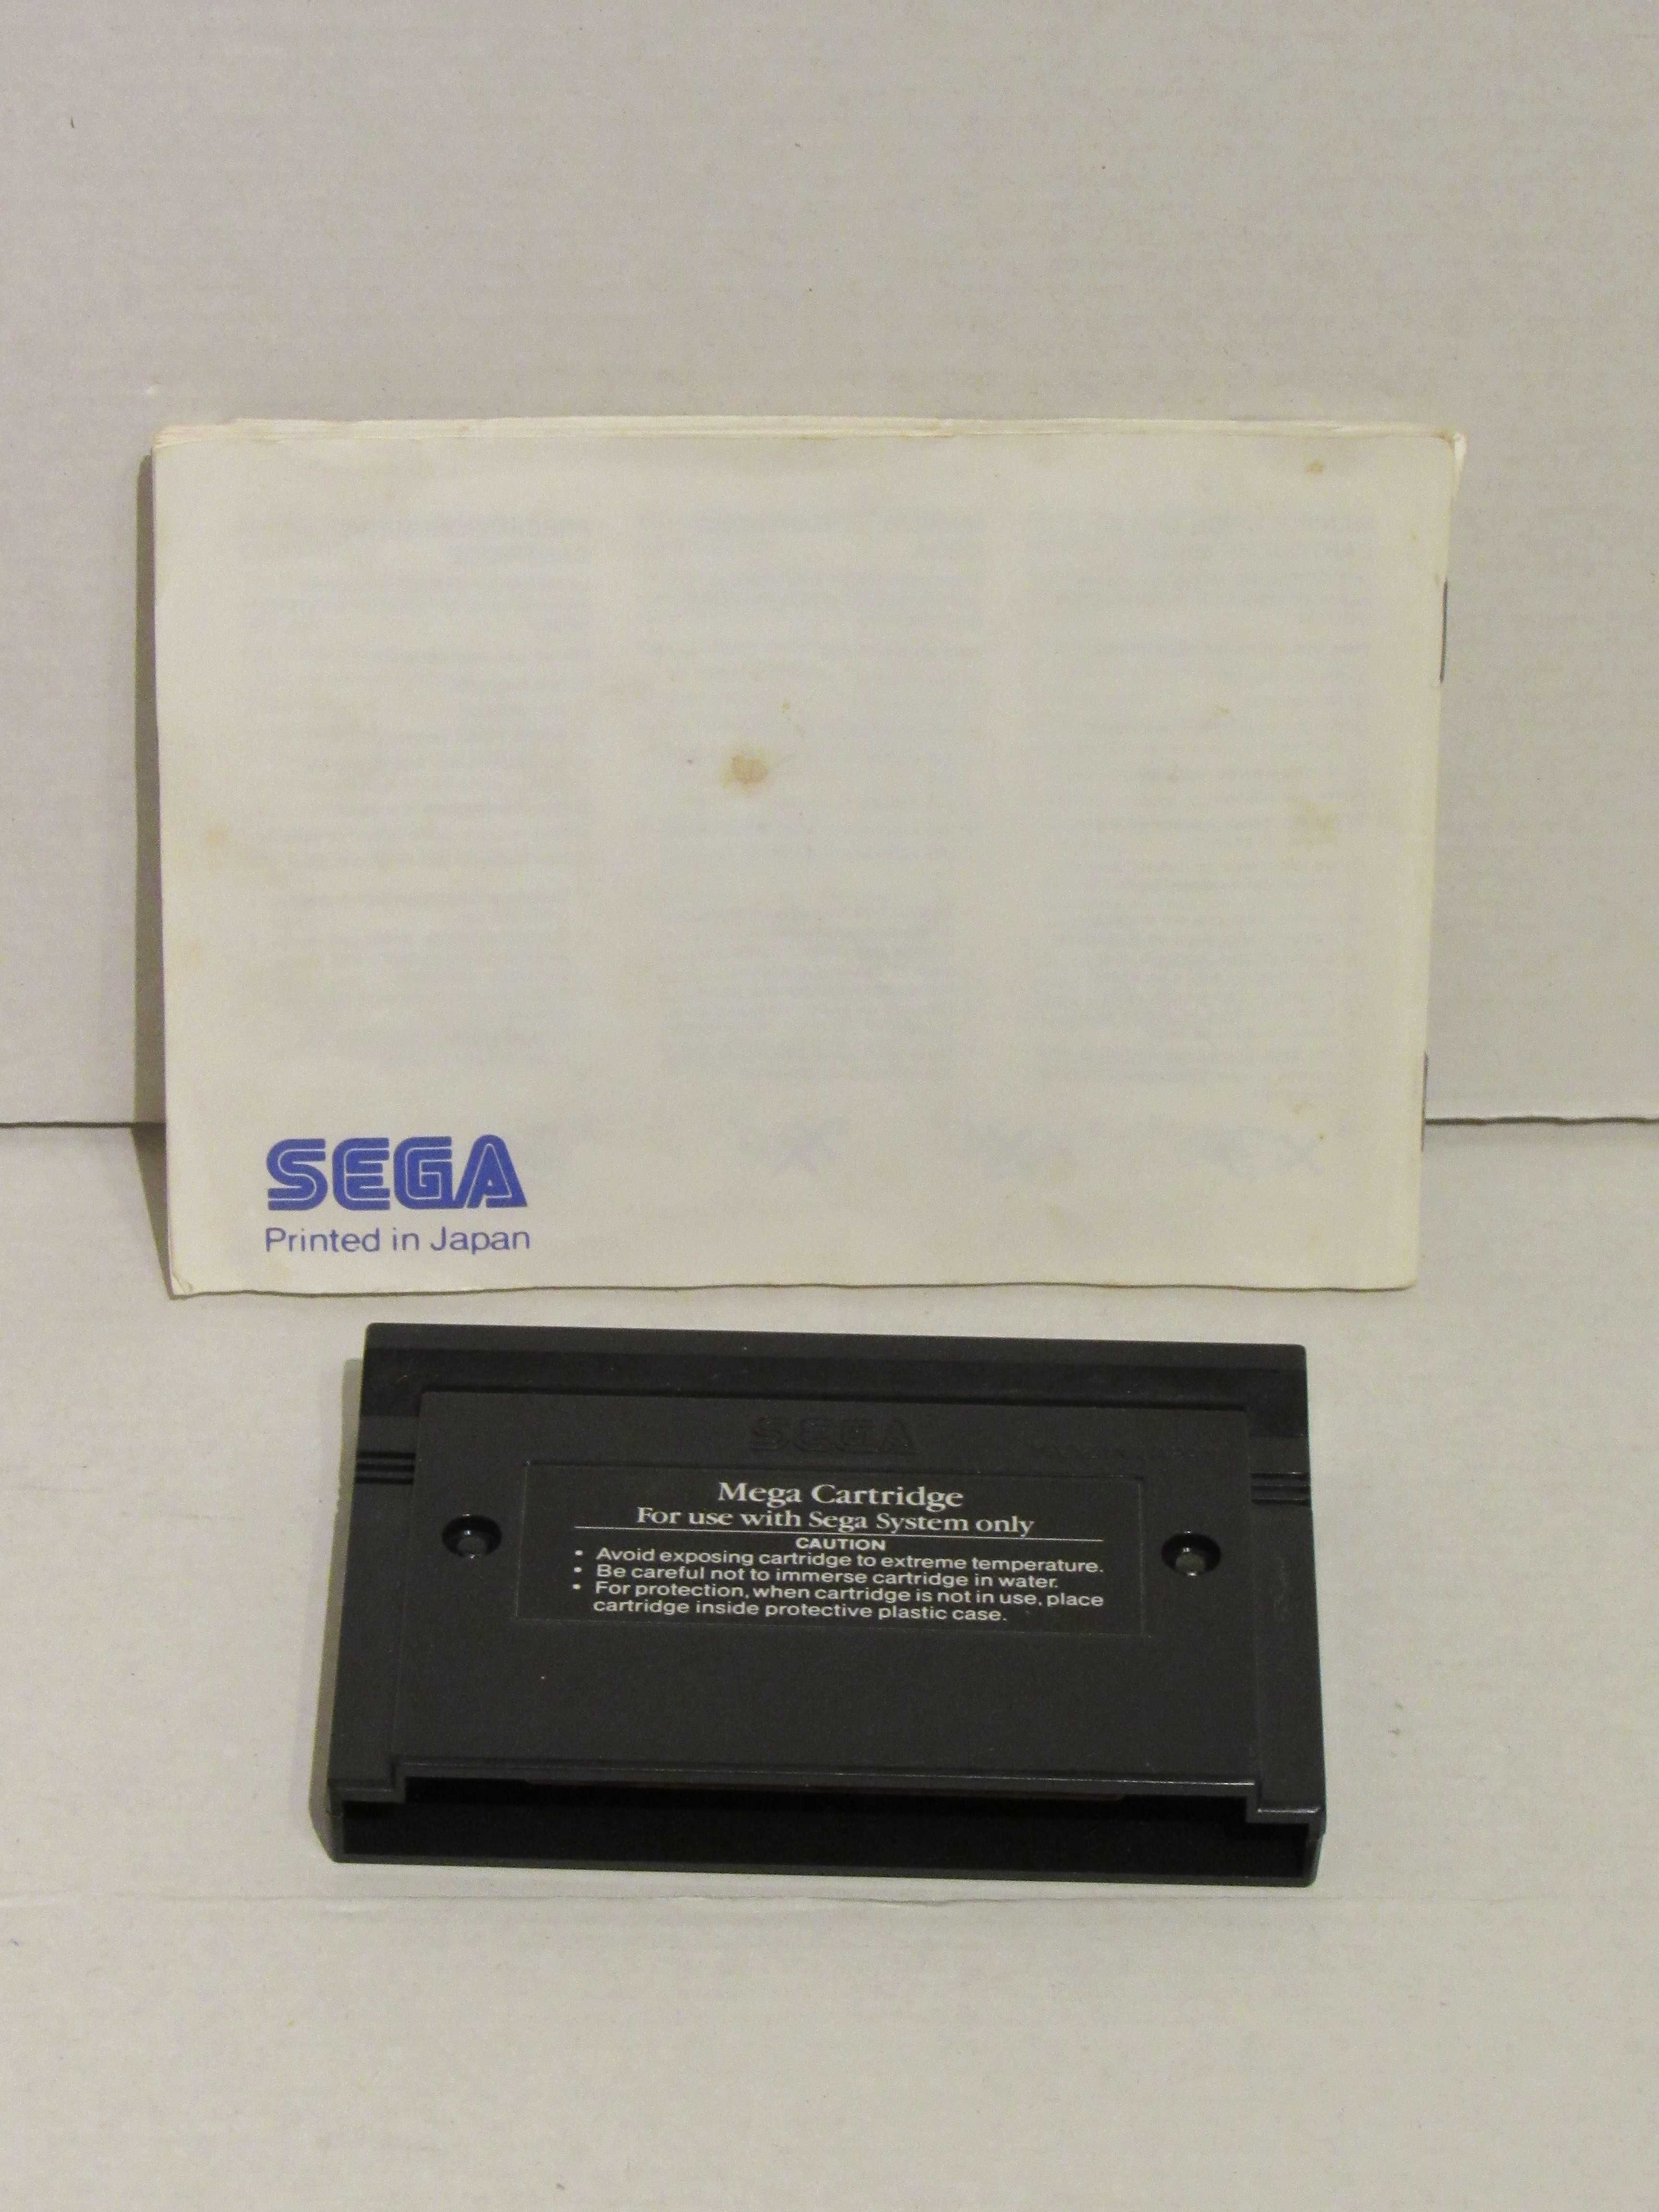 SEGA
Printed in Japan
SEGA
Mega Cartridge
For use with Sega System only
CAUTION
• Avoid exposing cartridge to extreme temperature.
• Be careful not to immerse cartridge in water.
• For protection, when cartridge is not in use, place
cartridge inside protective plastic case.